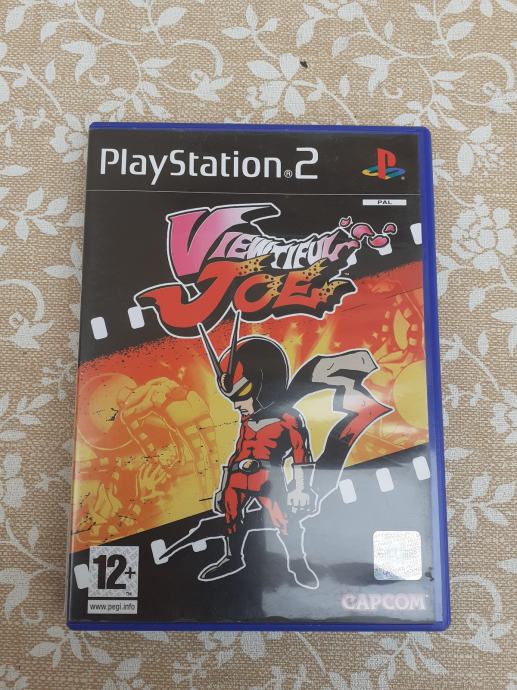 PlayStation®2
PAL
VIEWTIFUL
JOE
12+
www.pegi.info
CAPCOM